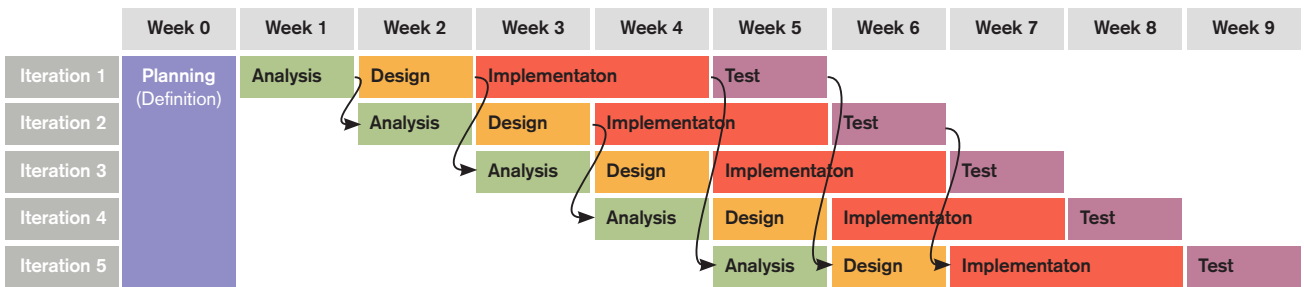 Week 0 Week 1 Week 2 Week 3 Week 4 Week 5 Week 6 Week 7 Week 8 Week 9
Iteration 1 Planning Analysis Design Implementaton Test
(Definition)
Iteration 2 Analysis Design Implementaton Test
Iteration 3 Analysis Design Implementaton Test
Iteration 4 Analysis Design Implementaton Test
Iteration 5 Analysis Design Implementaton Test